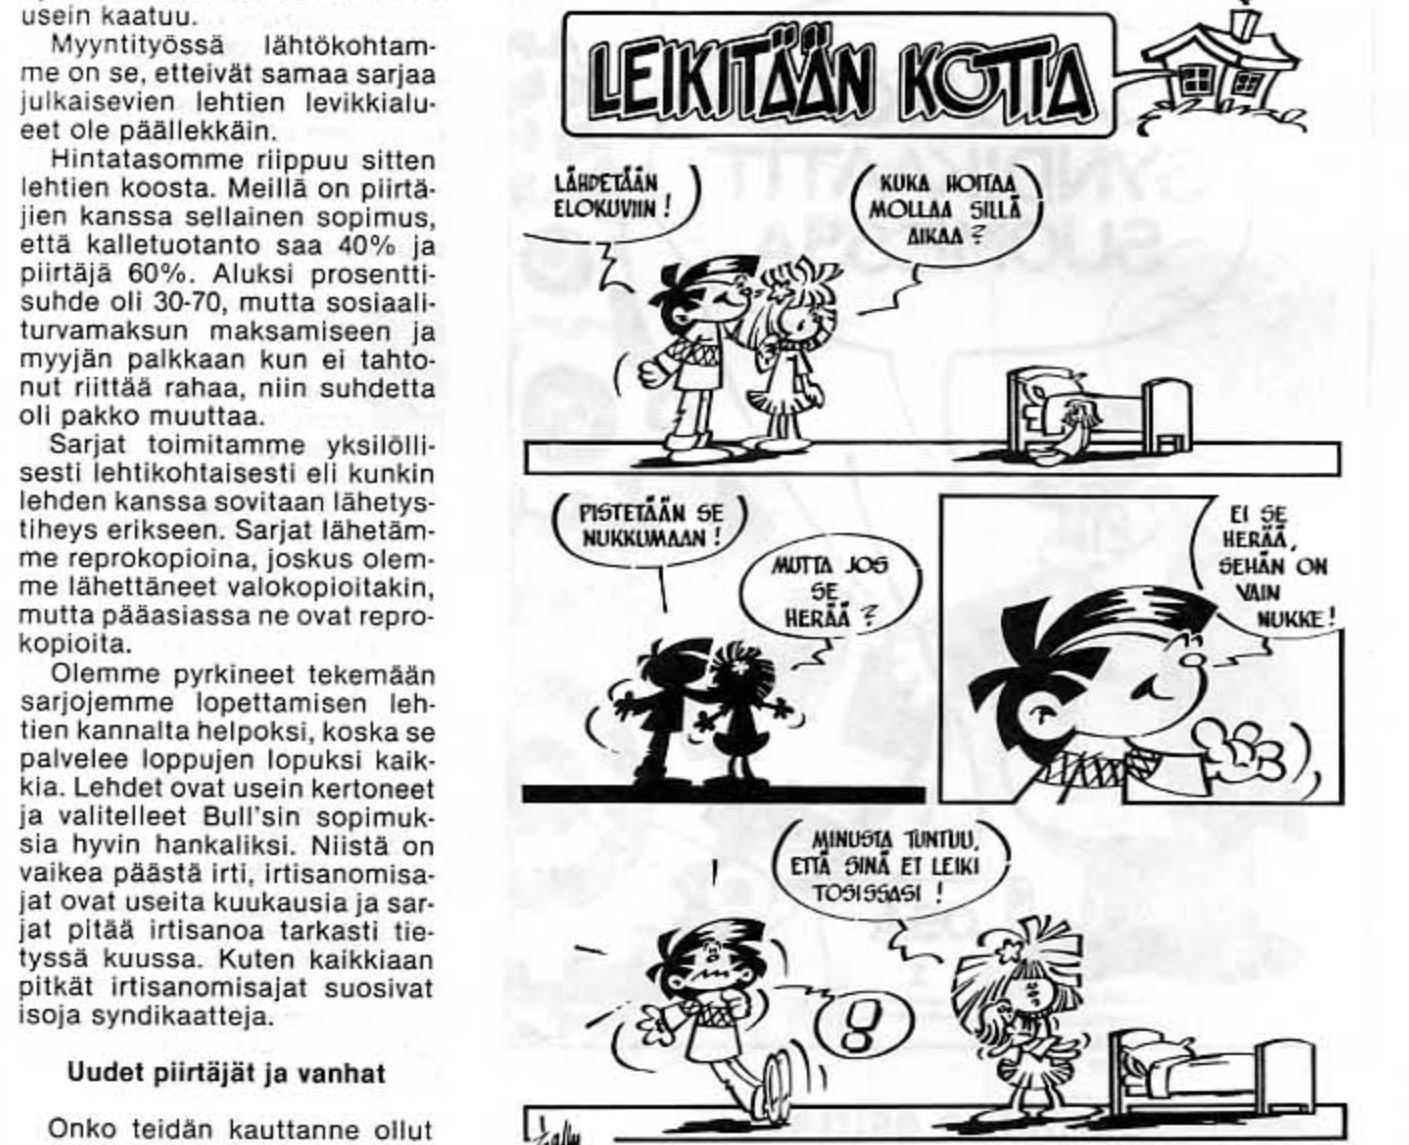 usein kaatuu.
Myyntityössä lähtökohtam-
me on se, etteivät samaa sarjaa
julkaisevien lehtien levikkialu-
eet ole päällekkäin.
Hintatasomme riippuu sitten
lehtien koosta. Meillä on piirtä-
jien kanssa sellainen sopimus,
että kalletuotanto saa 40% ja
piirtäjä 60%. Aluksi prosentti-
suhde oli 30-70, mutta sosiaali-
turvamaksun maksamiseen ja
myyjän palkkaan kun ei tahto-
nut riittää rahaa, niin suhdetta
oli pakko muuttaa.
Sarjat toimitamme yksilölli-
sesti lehtikohtaisesti eli kunkin
lehden kanssa sovitaan lähetys-
tiheys erikseen. Sarjat lähetäm-
me reprokopioina, joskus olem-
me lähettäneet valokopioitakin,
mutta pääasiassa ne ovat repro-
kopioita.
Olemme pyrkineet tekemään
sarjojemme lopettamisen leh-
tien kannalta helpoksi, koska se
palvelee loppujen lopuksi kaik-
kia. Lehdet ovat usein kertoneet
ja valitelleet Bull'sin sopimuk-
sia hyvin hankaliksi. Niistä on
vaikea päästä irti, irtisanomisa-
jat ovat useita kuukausia ja sar-
jat pitää irtisanoa tarkasti tie-
tyssä kuussa. Kuten kaikkiaan
pitkät irtisanomisajat suosivat
isoja syndikaatteja.
Uudet piirtäjät ja vanhat
Onko teidän kauttanne ollut
LEIKITÄÄN KOTIA
LÄHDETÄÄN
ELOKUVIIN!
KUKA HOITAA
MOLLAA SILLÄ
AIKAA?
PISTETÄÄN SE
NUKKUMAAN!
MUTTA JOS
SE
HERÄÄ?
EI SE
HERÄÄ,
SEHÄN ON
VAIN
NUKKE!
MINUSTA TUNTUU,
ETTÄ SINÄ ET LEIKI
TOSISSASI!
!